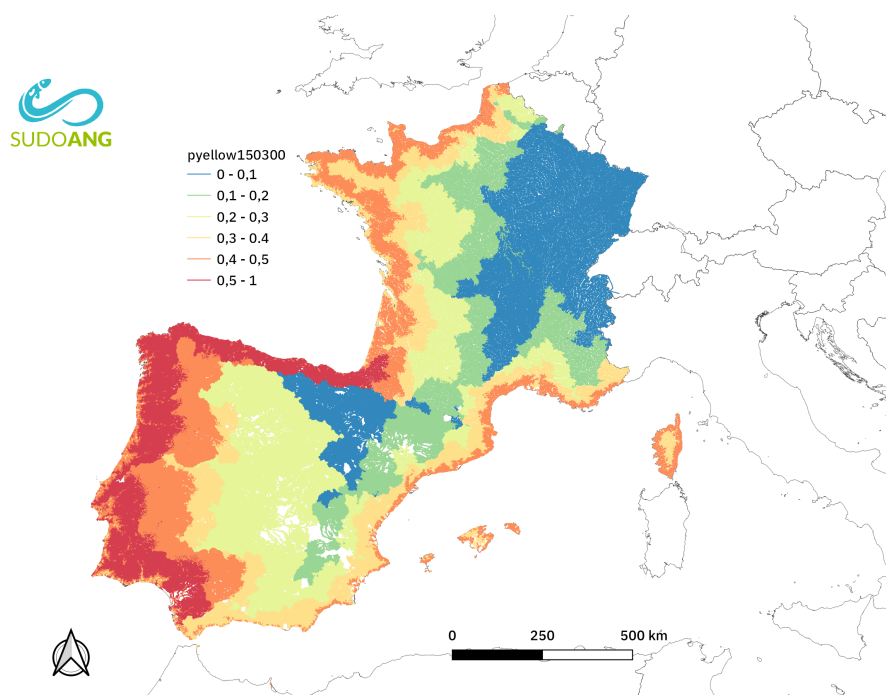 SUDOANG
pyellow150300
0 - 0,1
0,1 - 0,2
0,2 - 0,3
0,3 - 0.4
0,4 - 0,5
0,5 - 1
0 250 500 km